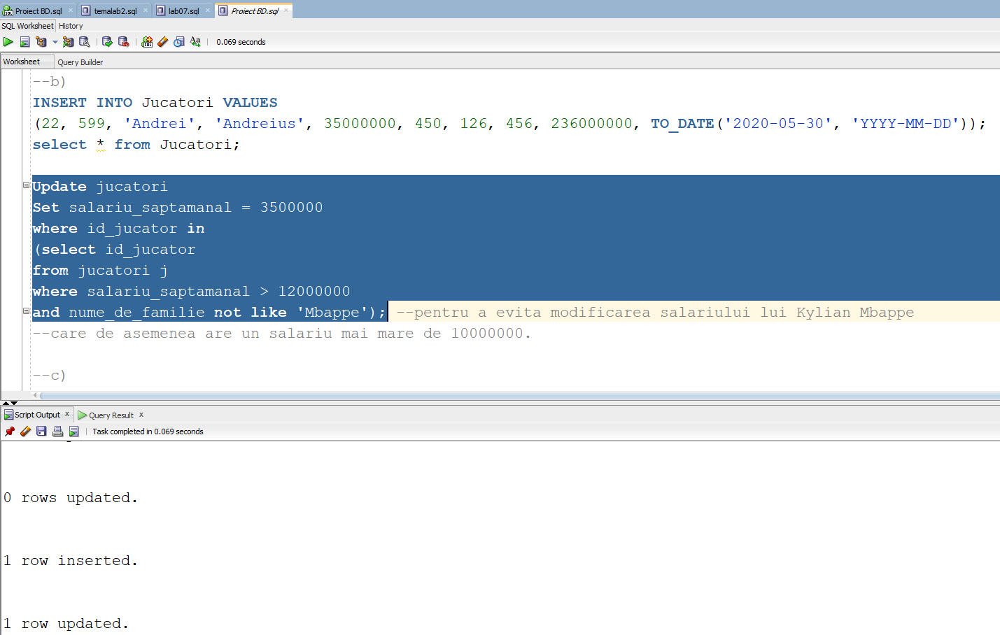 Proiect BD.sql temalab2.sql lab07.sql Proiect BD.sql
SQL Worksheet History
0.069 seconds
Worksheet Query Builder
--b)
INSERT INTO Jucatori VALUES
(22, 599, 'Andrei', 'Andreius', 35000000, 450, 126, 456, 236000000, TO_DATE('2020-05-30', 'YYYY-MM-DD'));
select * from Jucatori;
Update jucatori
Set salariu_saptamanal = 3500000
where id_jucator in
(select id_jucator
from jucatori j
where salariu_saptamanal > 12000000
and nume_de_familie not like 'Mbappe'); --pentru a evita modificarea salariului lui Kylian Mbappe
--care de asemenea are un salariu mai mare de 10000000.
--c)
Script Output Query Result
Task completed in 0.069 seconds
0 rows updated.
1 row inserted.
1 row updated.